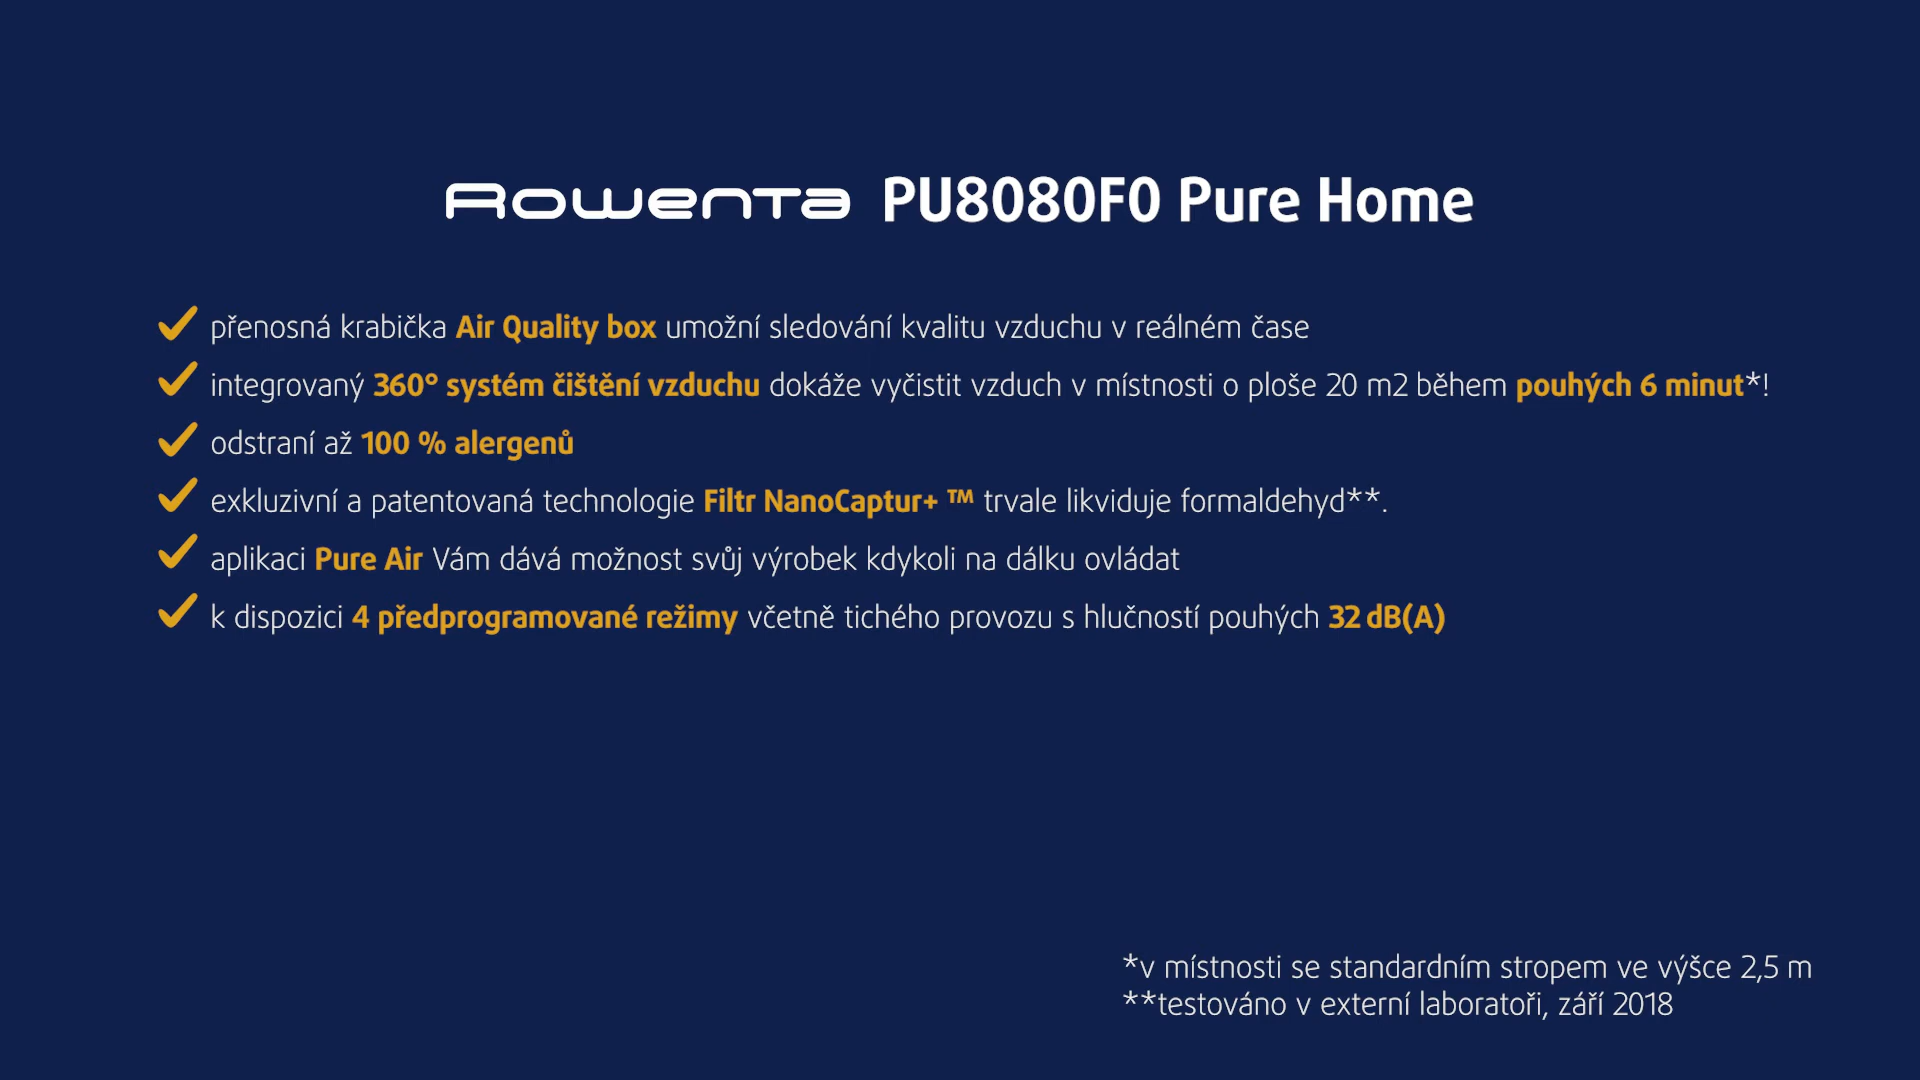 Rowenta PU8080F0 Pure Home
přenosná krabička Air Quality box umožní sledování kvalitu vzduchu v reálném čase
integrovaný 360° systém čištění vzduchu dokáže vyčistit vzduch v místnosti o ploše 20 m2 během pouhých 6 minut*!
odstraní až 100 % alergenů
exkluzivní a patentovaná technologie Filtr NanoCaptur+ ™ trvale likviduje formaldehyd**.
aplikaci Pure Air Vám dává možnost svůj výrobek kdykoli na dálku ovládat
k dispozici 4 předprogramované režimy včetně tichého provozu s hlučností pouhých 32 dB(A)
*v místnosti se standardním stropem ve výšce 2,5 m
**testováno v externí laboratoři, září 2018